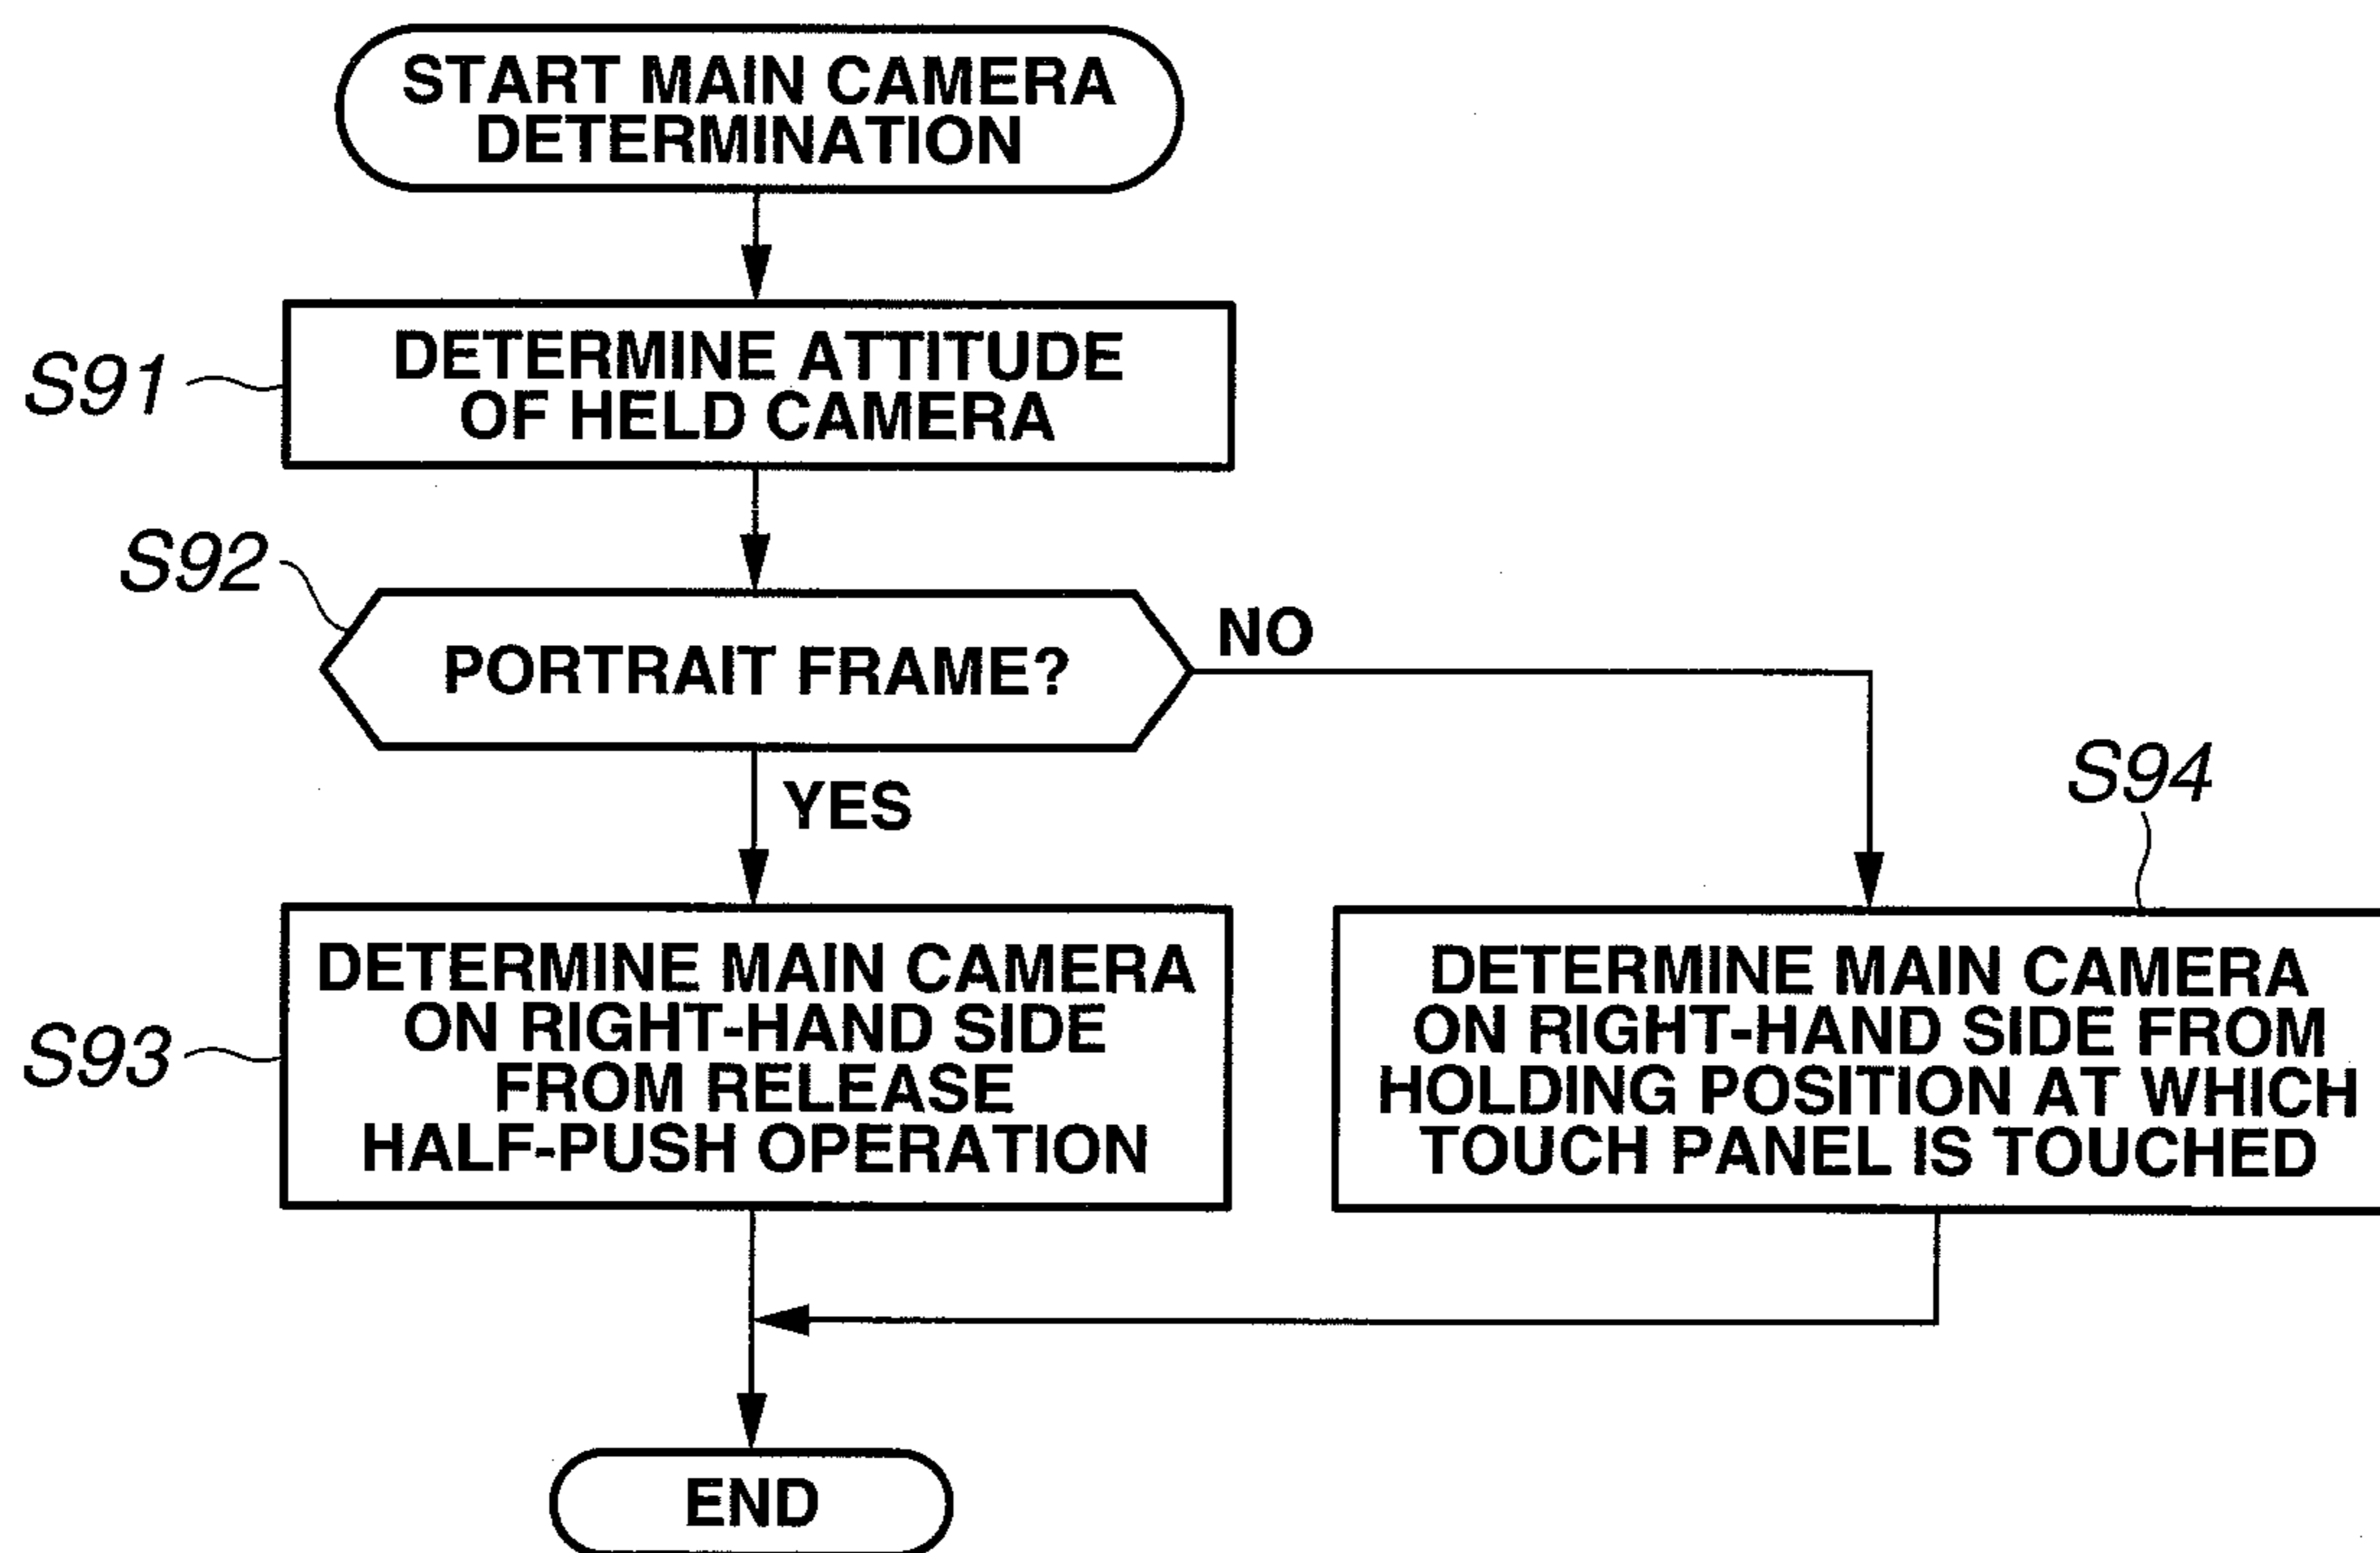 START MAIN CAMERA
DETERMINATION
S91
DETERMINE ATTITUDE
OF HELD CAMERA
S92
PORTRAIT FRAME?
NO
YES
S93
DETERMINE MAIN CAMERA
ON RIGHT-HAND SIDE
FROM RELEASE
HALF-PUSH OPERATION
S94
DETERMINE MAIN CAMERA
ON RIGHT-HAND SIDE FROM
HOLDING POSITION AT WHICH
TOUCH PANEL IS TOUCHED
END